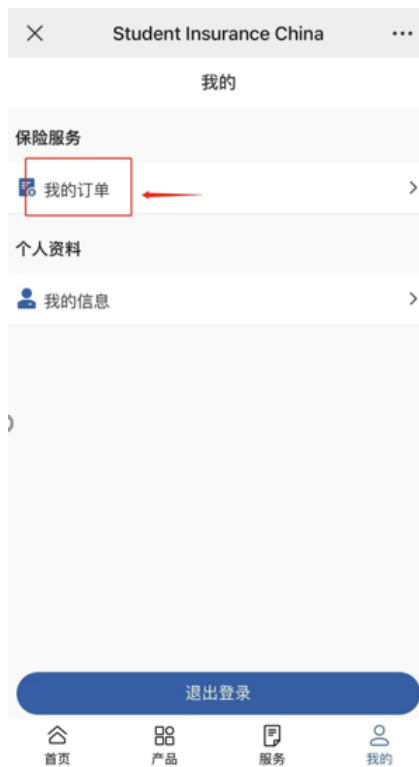 Student Insurance China
我的
保险服务
我的订单
个人资料
我的信息
退出登录
首页 产品 服务 我的